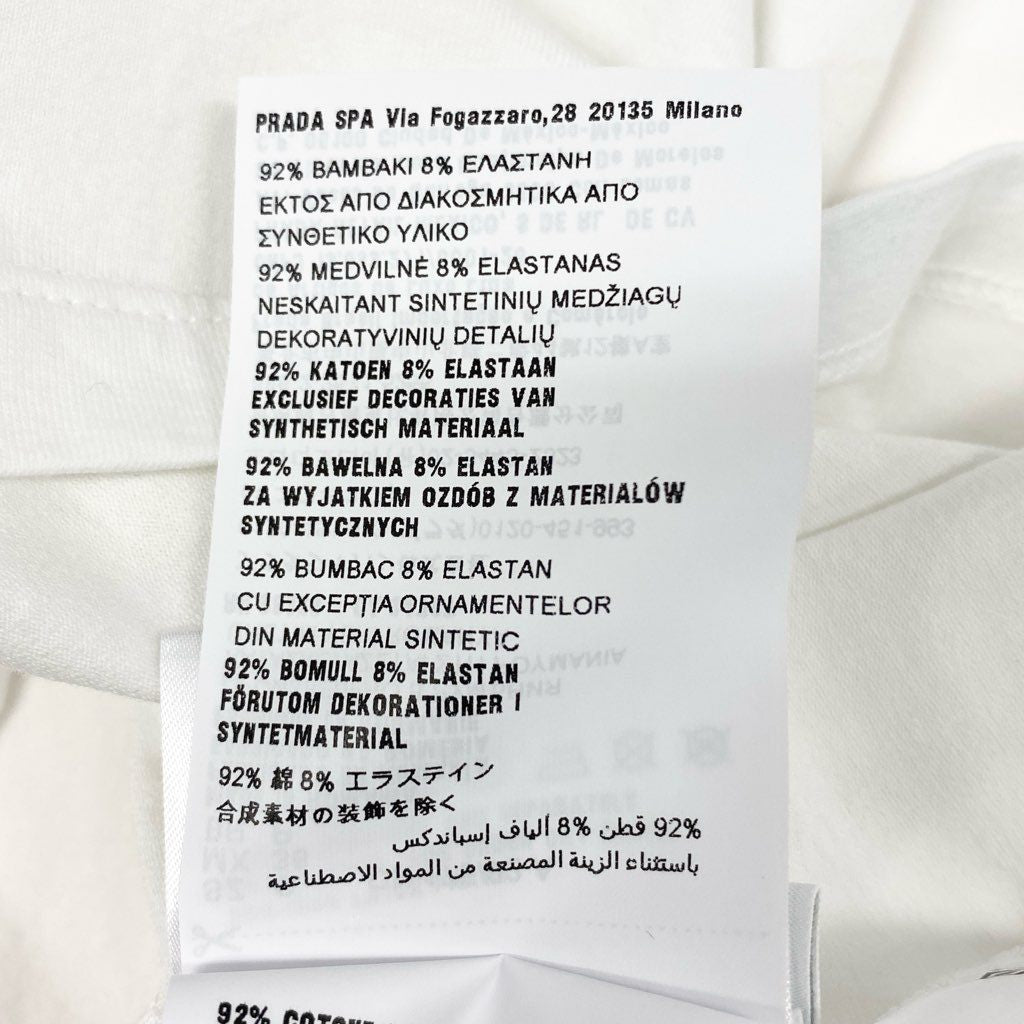 PRADA SPA Via Fogazzaro,28 20135 Milano
92% ΒΑΜΒΑΚΙ 8% ΕΛΑΣΤΑΝΗ
ΕΚΤΟΣ ΑΠΟ ΔΙΑΚΟΣΜΗΤΙΚΑ ΑΠΟ
ΣΥΝΘΕΤΙΚΟ ΥΛΙΚΟ
92% MEDVILNĖ 8% ELASTANAS
NESKAITANT SINTETINIŲ MEDŽIAGŲ
DEKORATYVINIŲ DETALIŲ
92% KATOEN 8% ELASTAAN
EXCLUSIEF DECORATIES VAN
SYNTHETISCH MATERIAAL
92% BAWELNA 8% ELASTAN
ZA WYJATKIEM OZDÓB Z MATERIALÓW
SYNTETYCZNYCH
92% BUMBAC 8% ELASTAN
CU EXCEPȚIA ORNAMENTELOR
DIN MATERIAL SINTETIC
92% BOMULL 8% ELASTAN
FÖRUTOM DEKORATIONER I
SYNTETMATERIAL
92% 綿 8% エラステイン
合成素材の装飾を除く
92% قطن 8% ألياف إسباندكس
باستثناء الزينة المصنعة من المواد الاصطناعية
92%